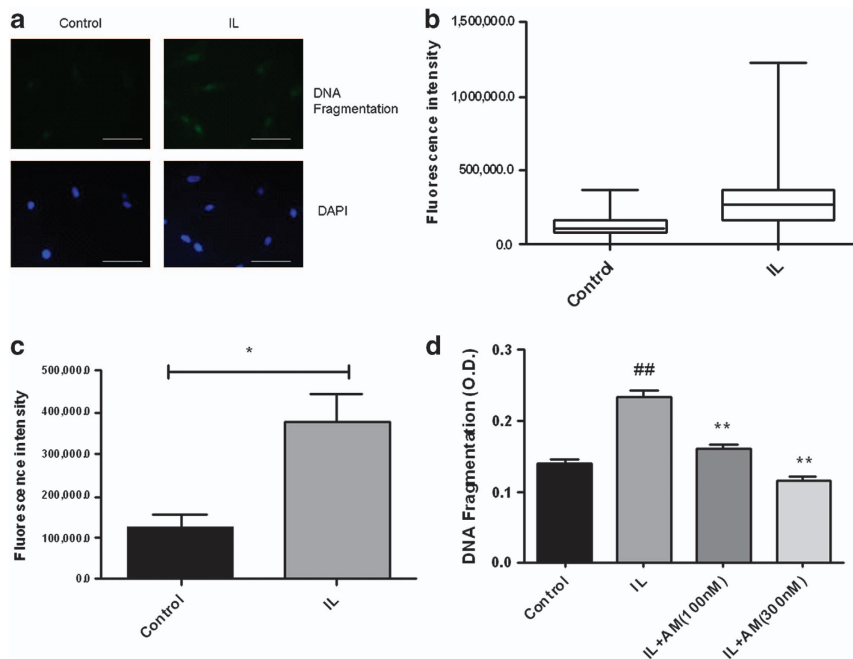 a
Control
IL
DNA
Fragmentation
DAPI
b
Fluorescence intensity
1,500,000.0
1,000,000.0
500,000.0
0.0
Control
IL
c
Fluorescence intensity
500,000.0
400,000.0
300,000.0
200,000.0
100,000.0
0.0
*
Control
IL
d
DNA Fragmentation (O.D.)
0.3
0.2
0.1
0.0
##
**
**
Control
IL
IL+AM(100nM)
IL+AM(300nM)